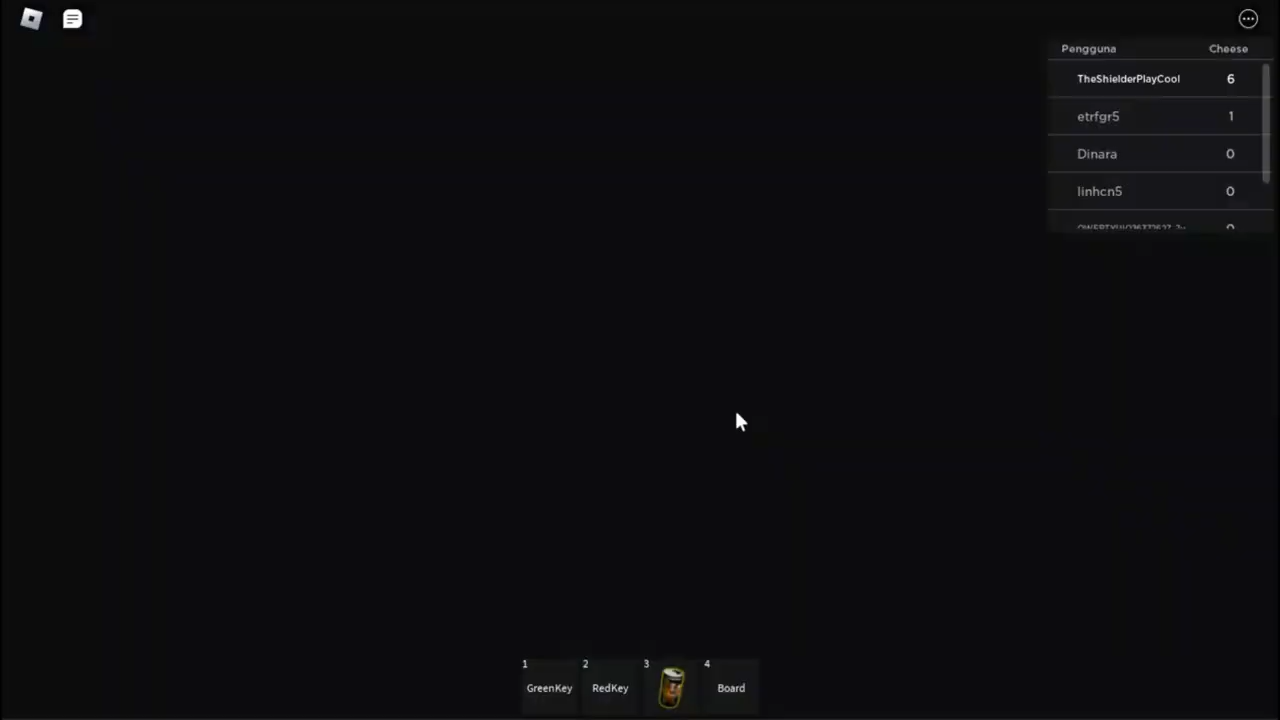 Pengguna Cheese
TheShielderPlayCool 6
etrfgr5 1
Dinara 0
linhcn5 0
1 2 3 4
GreenKey RedKey Board